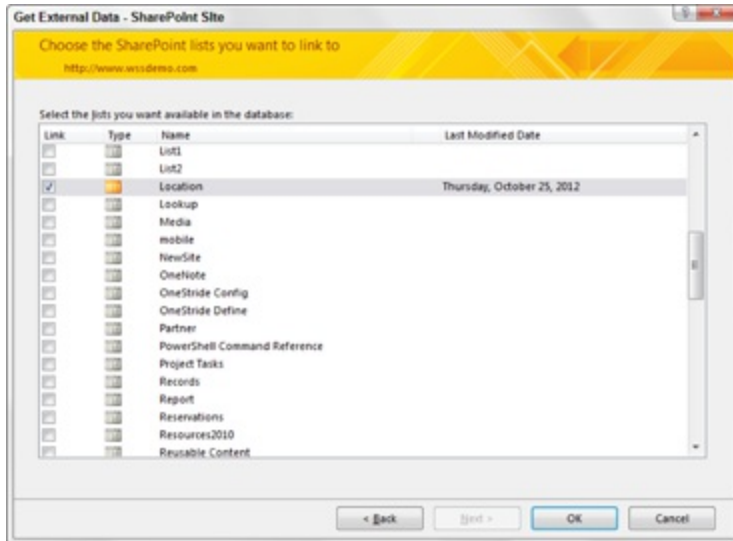 Get External Data - SharePoint Site
Choose the SharePoint lists you want to link to
http://www.wssdemo.com
Select the lists you want available in the database:
Link Type Name Last Modified Date
List1
List2
Location Thursday, October 25, 2012
Lookup
Media
mobile
NewSite
OneNote
OneStride Config
OneStride Define
Partner
PowerShell Command Reference
Project Tasks
Records
Report
Reservations
Resources2010
Reusable Content
< Back Next > OK Cancel